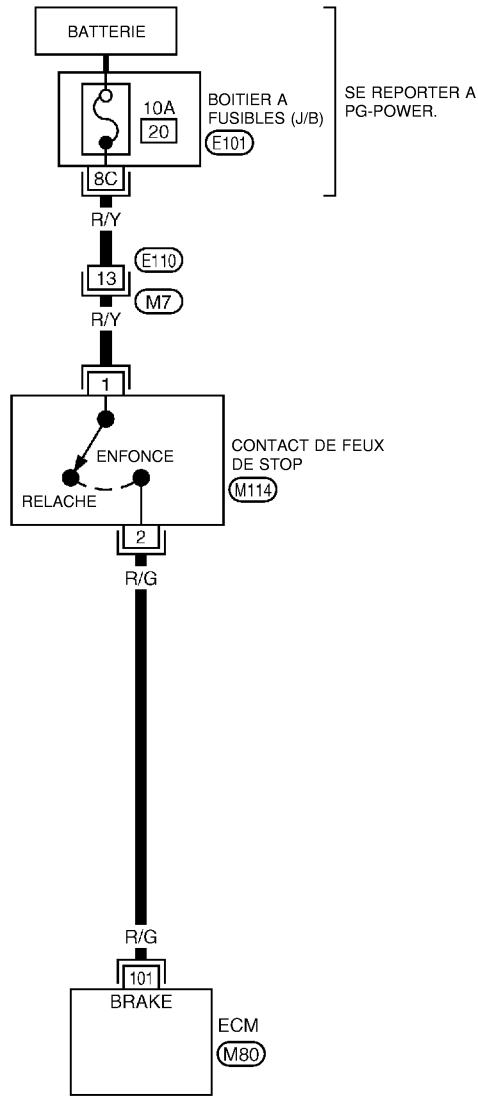 BATTERIE
10A
20
BOITIER A
FUSIBLES (J/B)
E101
SE REPORTER A
PG-POWER.
8C
R/Y
13
E110
M7
R/Y
1
ENFONCE
RELACHE
CONTACT DE FEUX
DE STOP
M114
2
R/G
R/G
101
BRAKE
ECM
M80